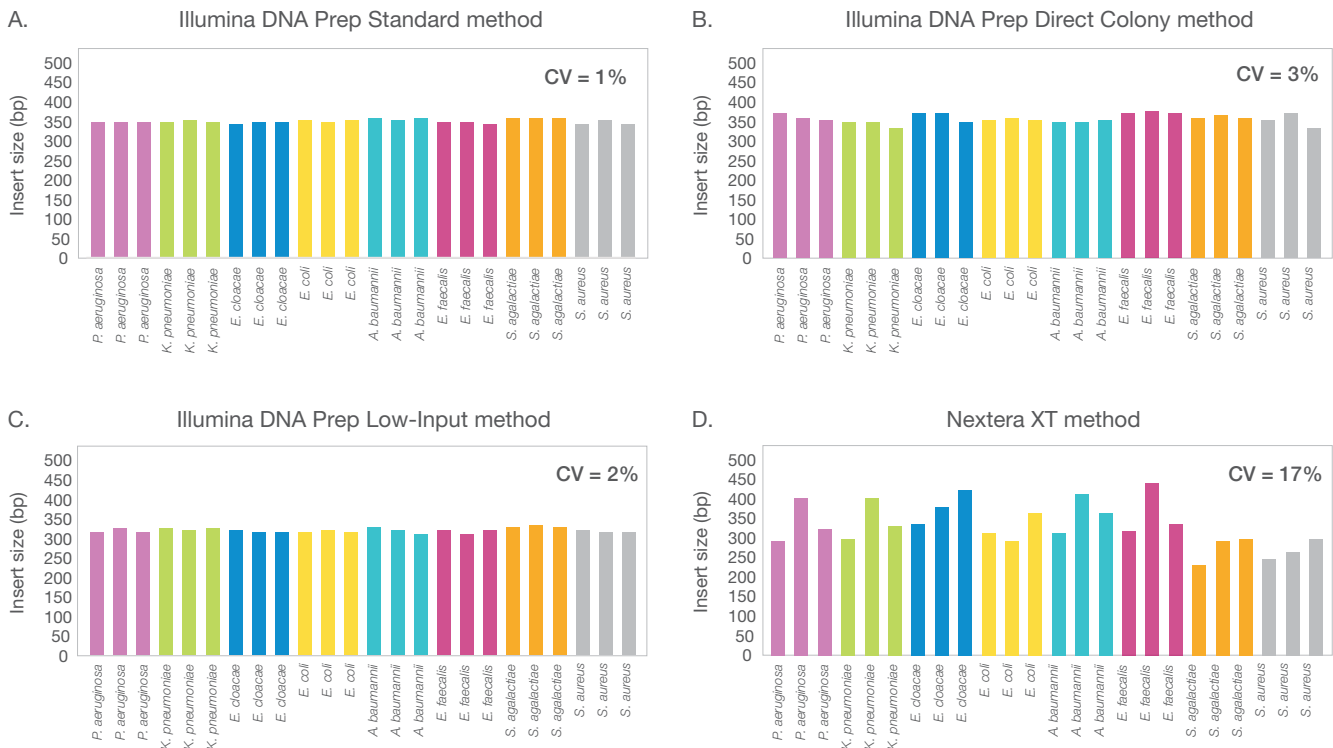 A. Illumina DNA Prep Standard method
CV = 1%
Insert size (bp)
500
450
400
350
300
250
200
150
100
50
0
P. aeruginosa
P. aeruginosa
P. aeruginosa
K. pneumoniae
K. pneumoniae
K. pneumoniae
E. cloacae
E. cloacae
E. cloacae
E. coli
E. coli
E. coli
A. baumannii
A. baumannii
A. baumannii
E. faecalis
E. faecalis
E. faecalis
S. agalactiae
S. agalactiae
S. agalactiae
S. aureus
S. aureus
S. aureus
B. Illumina DNA Prep Direct Colony method
CV = 3%
Insert size (bp)
500
450
400
350
300
250
200
150
100
50
0
P. aeruginosa
P. aeruginosa
P. aeruginosa
K. pneumoniae
K. pneumoniae
K. pneumoniae
E. cloacae
E. cloacae
E. cloacae
E. coli
E. coli
E. coli
A. baumannii
A. baumannii
A. baumannii
E. faecalis
E. faecalis
E. faecalis
S. agalactiae
S. agalactiae
S. agalactiae
S. aureus
S. aureus
S. aureus
C. Illumina DNA Prep Low-Input method
CV = 2%
Insert size (bp)
500
450
400
350
300
250
200
150
100
50
0
P. aeruginosa
P. aeruginosa
P. aeruginosa
K. pneumoniae
K. pneumoniae
K. pneumoniae
E. cloacae
E. cloacae
E. cloacae
E. coli
E. coli
E. coli
A. baumannii
A. baumannii
A. baumannii
E. faecalis
E. faecalis
E. faecalis
S. agalactiae
S. agalactiae
S. agalactiae
S. aureus
S. aureus
S. aureus
D. Nextera XT method
CV = 17%
Insert size (bp)
500
450
400
350
300
250
200
150
100
50
0
P. aeruginosa
P. aeruginosa
P. aeruginosa
K. pneumoniae
K. pneumoniae
K. pneumoniae
E. cloacae
E. cloacae
E. cloacae
E. coli
E. coli
E. coli
A. baumannii
A. baumannii
A. baumannii
E. faecalis
E. faecalis
E. faecalis
S. agalactiae
S. agalactiae
S. agalactiae
S. aureus
S. aureus
S. aureus